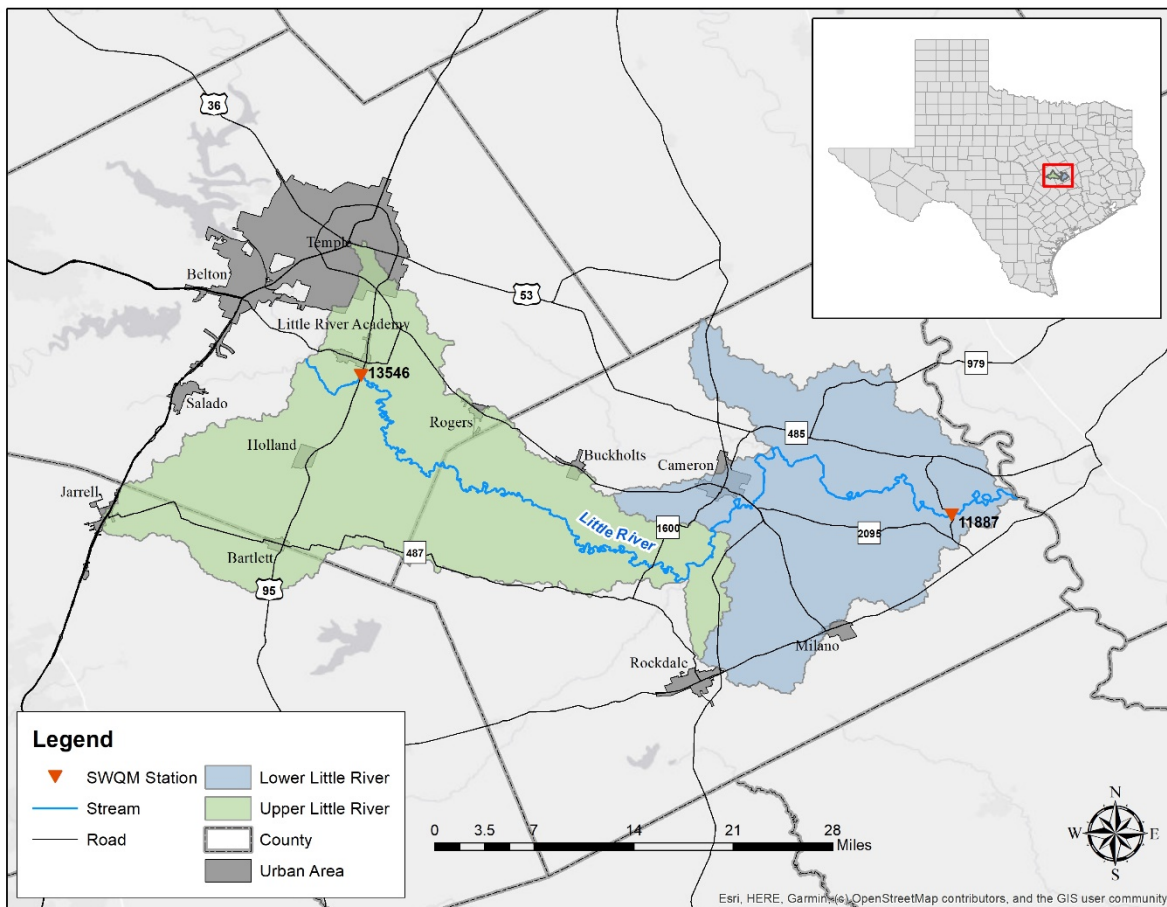 36
Temple
Belton
53
Little River Academy
979
13546
Salado
Rogers
485
Holland
Buckholts
Cameron
Jarrell
11887
1600
Little River
2095
Bartlett
487
95
Milano
Rockdale
Legend
SWQM Station
Stream
Road
Lower Little River
Upper Little River
County
Urban Area
0 3.5 7 14 21 28
Miles
N
W E
S
Esri, HERE, Garmin, (c) OpenStreetMap contributors, and the GIS user community